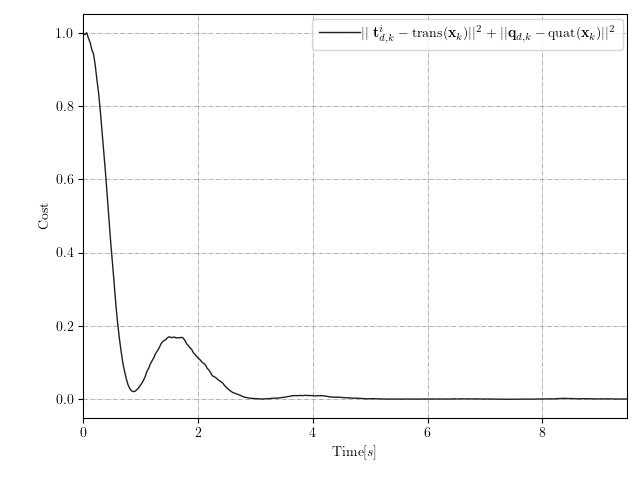 || t^i_{d,k} − trans(x_k)||^2 + ||q_{d,k} − quat(x_k)||^2
1.0
0.8
0.6
0.4
0.2
0.0
Cost
0 2 4 6 8
Time[s]